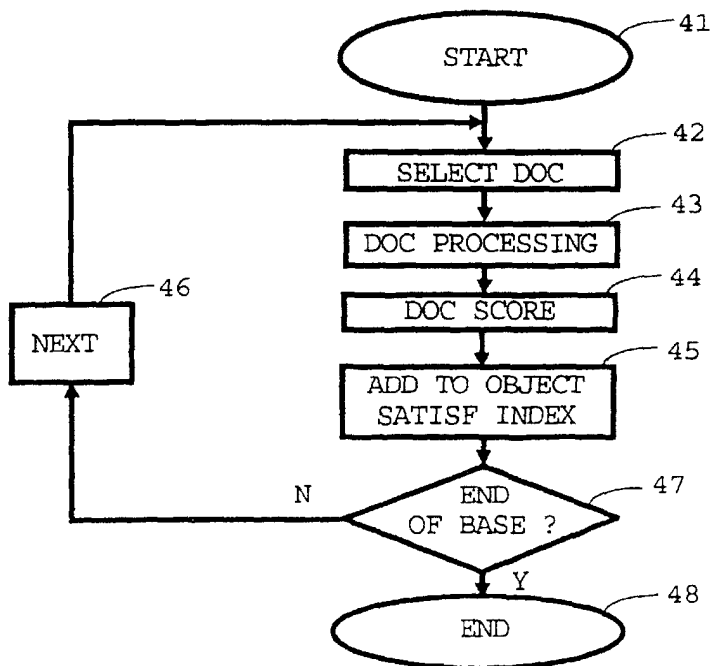 41
START
42
SELECT DOC
43
DOC PROCESSING
44
DOC SCORE
46
NEXT
45
ADD TO OBJECT
SATISF INDEX
N
47
END
OF BASE ?
Y
48
END